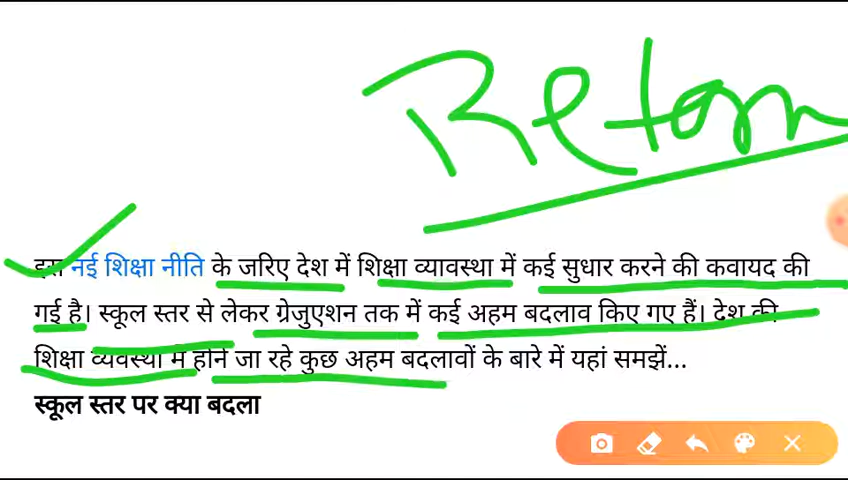 इस नई शिक्षा नीति के जरिए देश में शिक्षा व्यावस्था में कई सुधार करने की कवायद की
गई है। स्कूल स्तर से लेकर ग्रेजुएशन तक में कई अहम बदलाव किए गए हैं। देश की
शिक्षा व्यवस्था में होने जा रहे कुछ अहम बदलावों के बारे में यहां समझें...
स्कूल स्तर पर क्या बदला